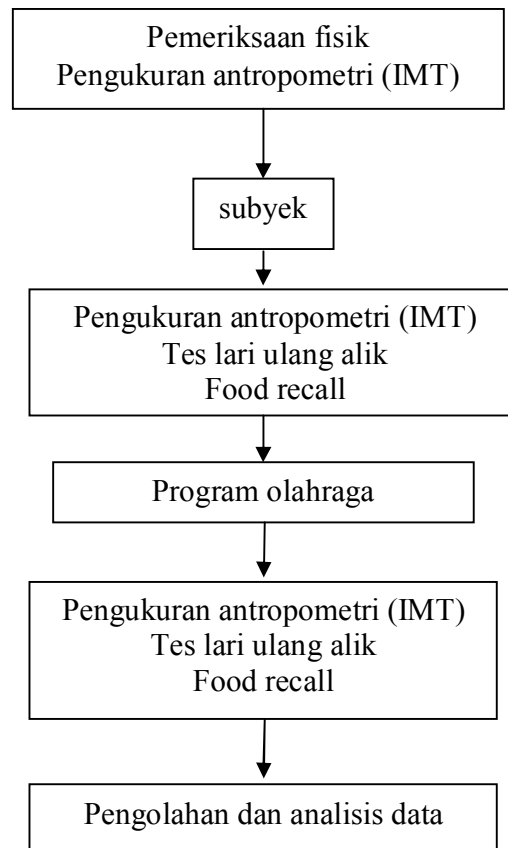 Pemeriksaan fisik
Pengukuran antropometri (IMT)
subyek
Pengukuran antropometri (IMT)
Tes lari ulang alik
Food recall
Program olahraga
Pengukuran antropometri (IMT)
Tes lari ulang alik
Food recall
Pengolahan dan analisis data